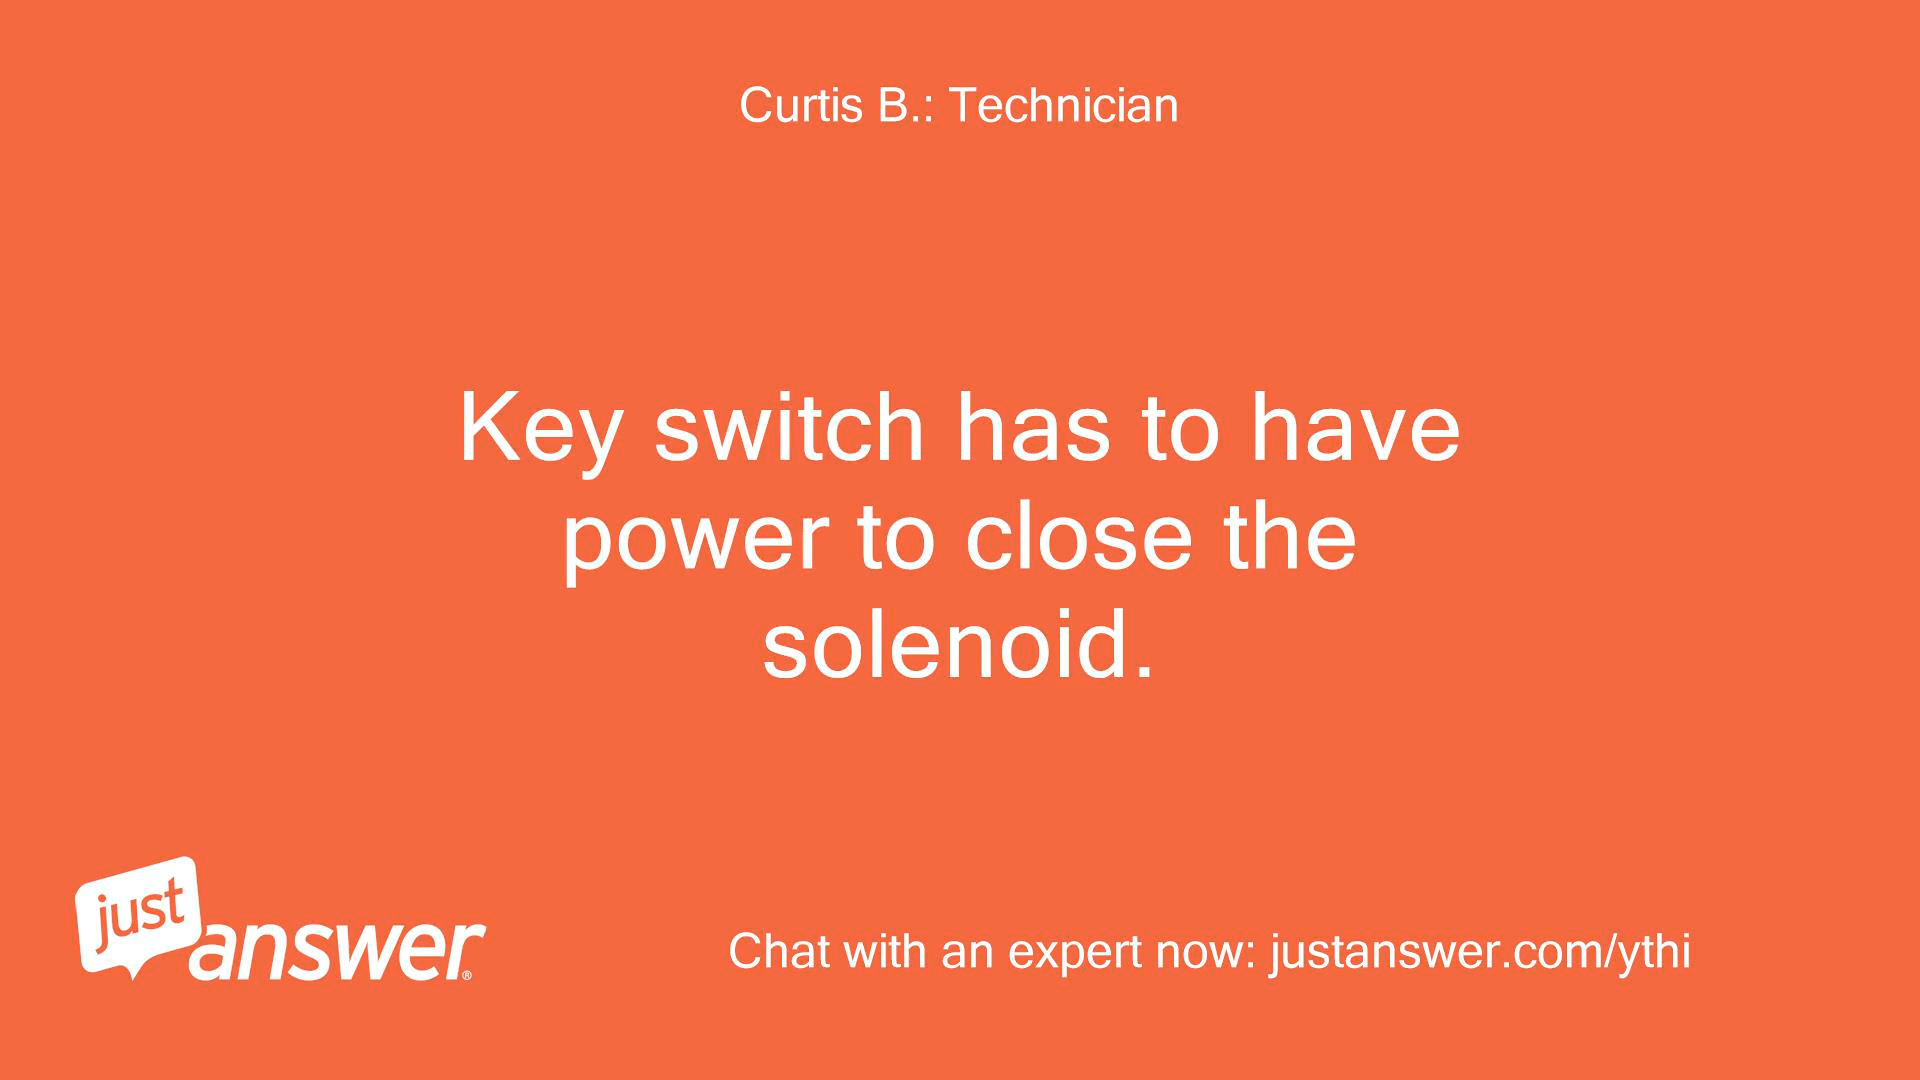 Curtis B.: Technician
Key switch has to have
power to close the
solenoid.
just
answer®
Chat with an expert now: justanswer.com/ythi